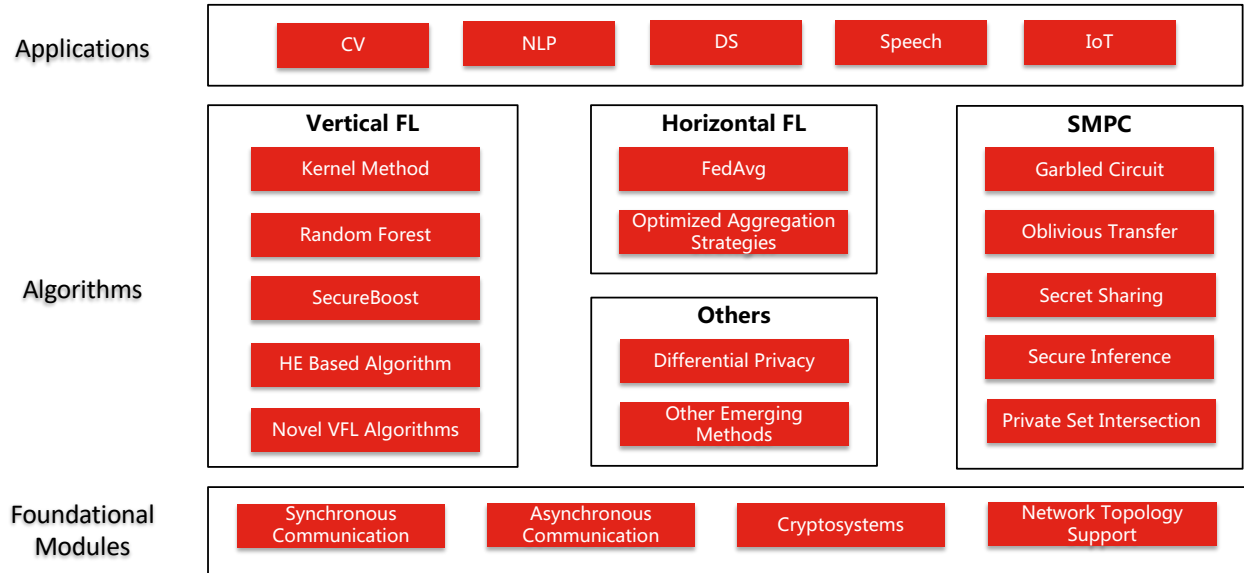 Applications
CV
NLP
DS
Speech
IoT
Algorithms
Vertical FL
Kernel Method
Random Forest
SecureBoost
HE Based Algorithm
Novel VFL Algorithms
Horizontal FL
FedAvg
Optimized Aggregation
Strategies
Others
Differential Privacy
Other Emerging
Methods
SMPC
Garbled Circuit
Oblivious Transfer
Secret Sharing
Secure Inference
Private Set Intersection
Foundational
Modules
Synchronous
Communication
Asynchronous
Communication
Cryptosystems
Network Topology
Support